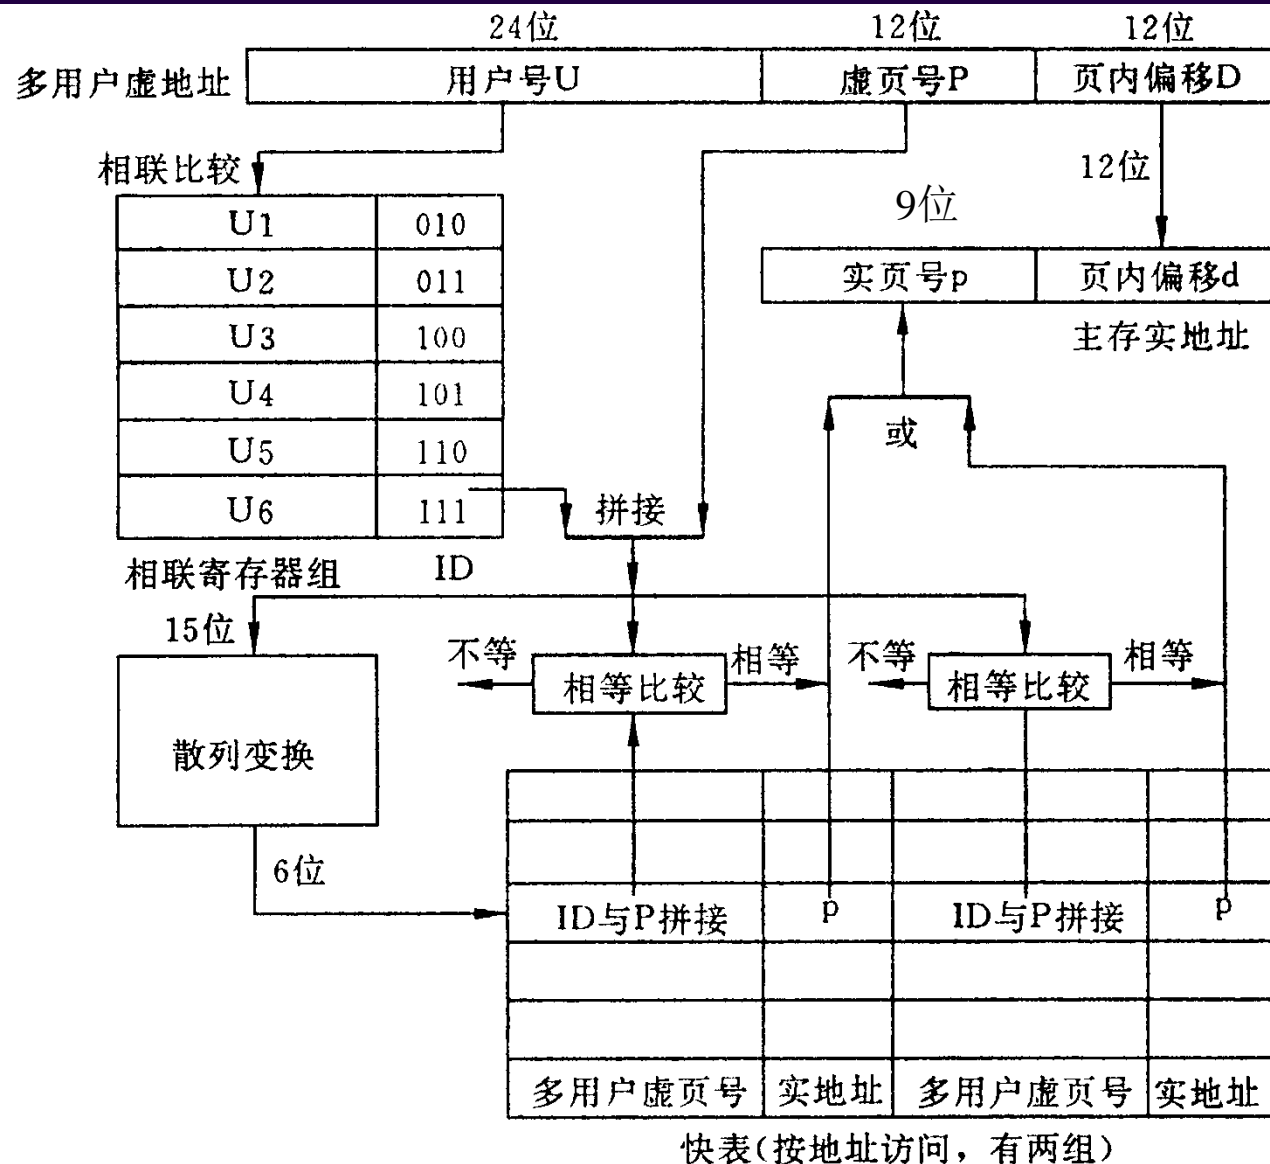 24位 12位 12位
多用户虚地址 用户号U 虚页号P 页内偏移D
相联比较 12位
9位
U1 010
U2 011
U3 100
U4 101
U5 110
U6 111
实页号p 页内偏移d
主存实地址
或
拼接
相联寄存器组 ID
15位
不等 相等比较 相等
不等 相等比较 相等
散列变换
6位
ID与P拼接 p ID与P拼接 p
多用户虚页号 实地址 多用户虚页号 实地址
快表(按地址访问，有两组)